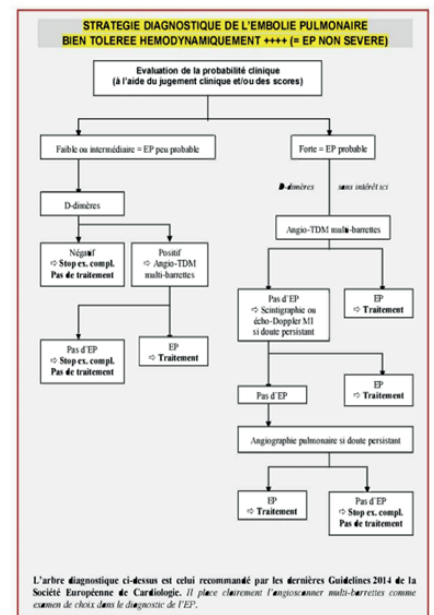 STRATEGIE DIAGNOSTIQUE DE L'EMBOLIE PULMONAIRE
BIEN TOLEREE HEMODYNAMIQUEMENT ++++ (= EP NON SEVERE)
Evaluation de la probabilité clinique
(à l'aide du jugement clinique et/ou des scores)
Faible ou intermédiaire = EP peu probable
Forte = EP probable
D-dimères sans intérêt ici
D-dimères
Angio-TDM multi-barrettes
Négatif
⇨ Stop ex. compl.
Pas de traitement
Positif
⇨ Angio-TDM
multi-barrettes
Pas d'EP
⇨ Scintigraphie ou
écho-Doppler MI
si doute persistant
EP
⇨ Traitement
Pas d'EP
⇨ Stop ex. compl.
Pas de traitement
EP
⇨ Traitement
Pas d'EP
EP
⇨ Traitement
Angiographie pulmonaire si doute persistant
EP
⇨ Traitement
Pas d'EP
⇨ Stop ex. compl.
Pas de traitement
L'arbre diagnostique ci-dessus est celui recommandé par les dernières Guidelines 2014 de la
Société Européenne de Cardiologie. Il place clairement l'angioscanner multi-barrettes comme
examen de choix dans le diagnostic de l'EP.